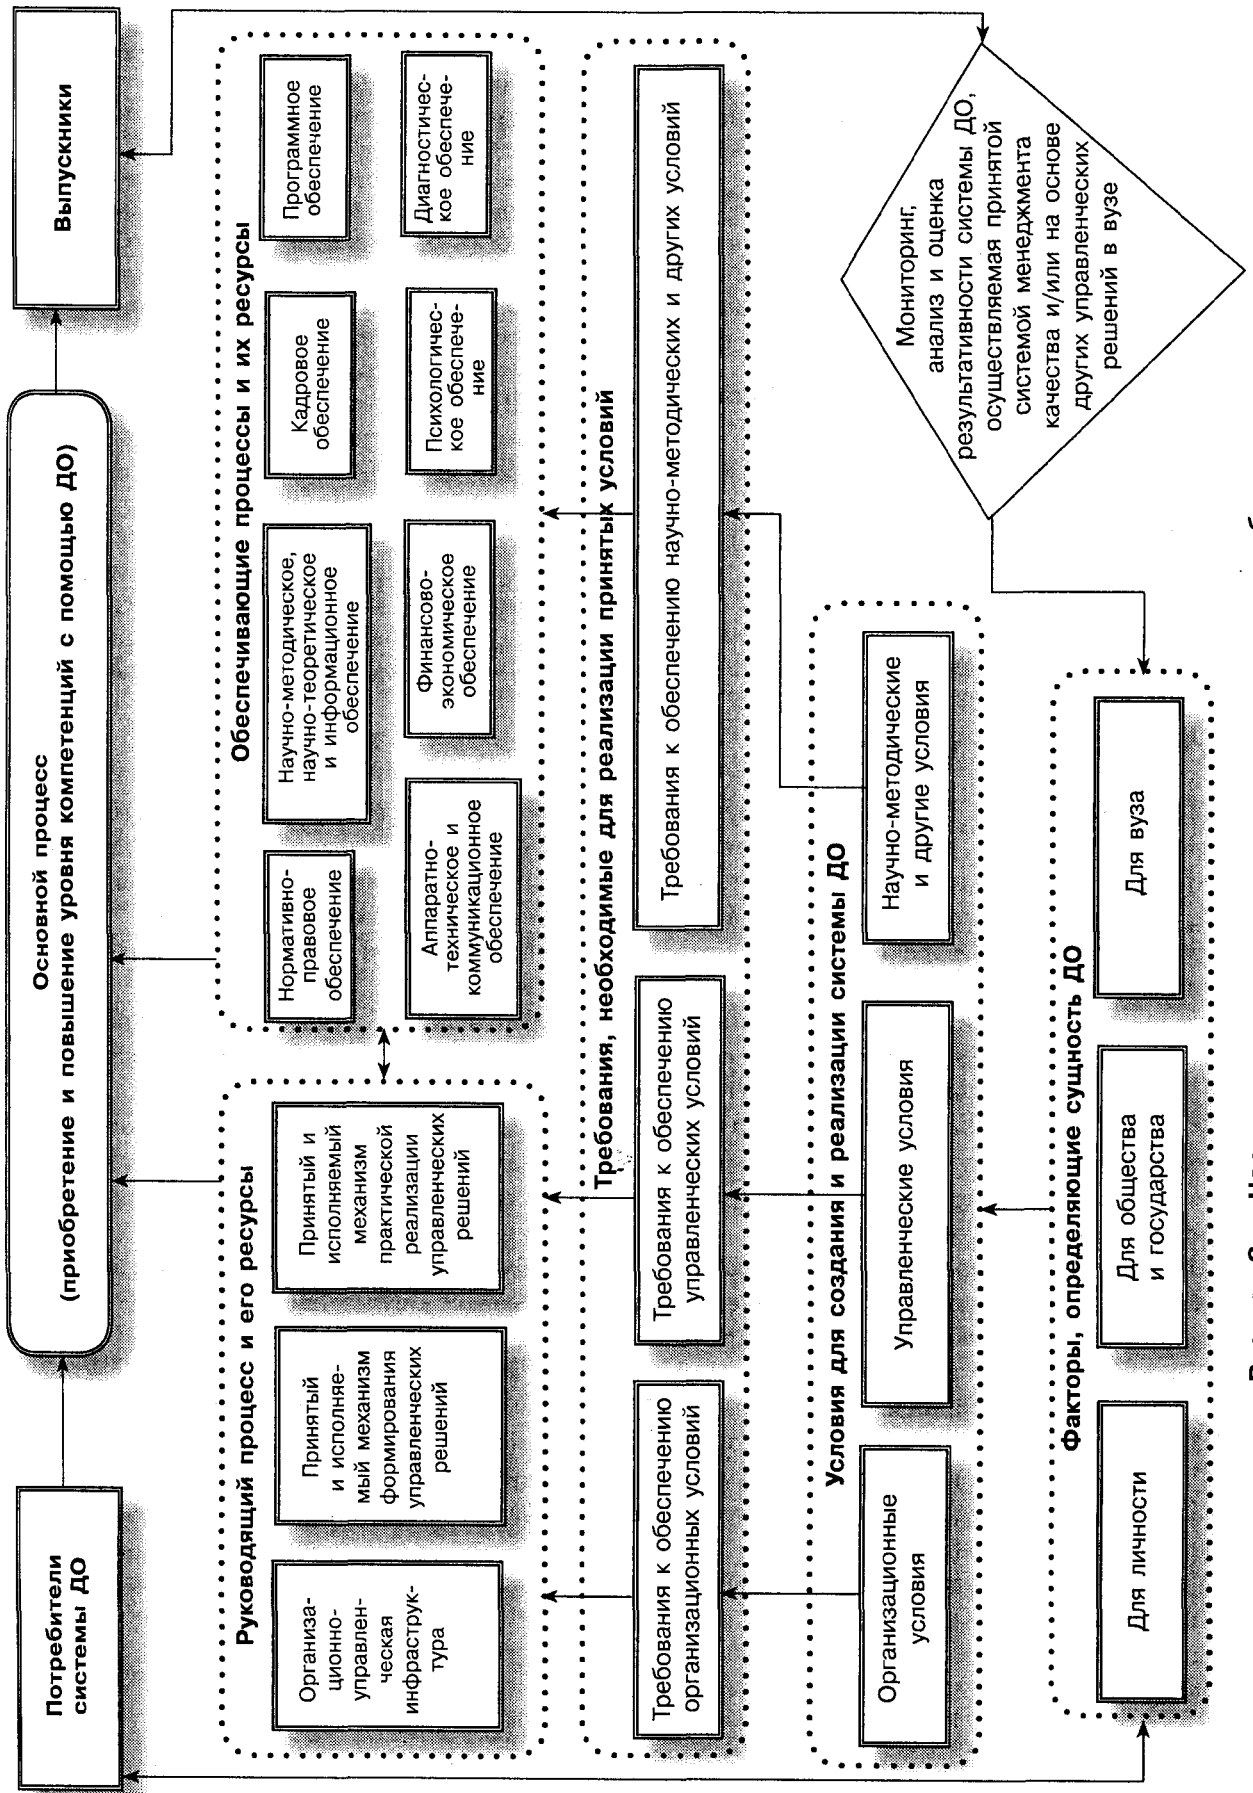 Потребители
системы ДО
Основной процесс
(приобретение и повышение уровня компетенций с помощью ДО)
Выпускники
Руководящий процесс и его ресурсы
Организа-
ционно-
управлен-
ческая
инфраструк-
тура
Принятый
и исполняе-
мый механизм
формирования
управленческих
решений
Принятый и
исполняемый
механизм
практической
реализации
управленческих
решений
Обеспечивающие процессы и их ресурсы
Нормативно-
правовое
обеспечение
Научно-методическое,
научно-теоретическое
и информационное
обеспечение
Кадровое
обеспечение
Программное
обеспечение
Аппаратно-
техническое и
коммуникационное
обеспечение
Финансово-
экономическое
обеспечение
Психологичес-
кое обеспече-
ние
Диагностичес-
кое обеспече-
ние
Требования, необходимые для реализации принятых условий
Требования к обеспечению
организационных условий
Требования к обеспечению
управленческих условий
Требования к обеспечению научно-методических и других условий
Условия для создания и реализации системы ДО
Организационные
условия
Управленческие условия
Научно-методические
и другие условия
Мониторинг,
анализ и оценка
результативности системы ДО,
осуществляемая принятой
системой менеджмента
качества и/или на основе
других управленческих
решений в вузе
Факторы, определяющие сущность ДО
Для личности
Для общества
и государства
Для вуза